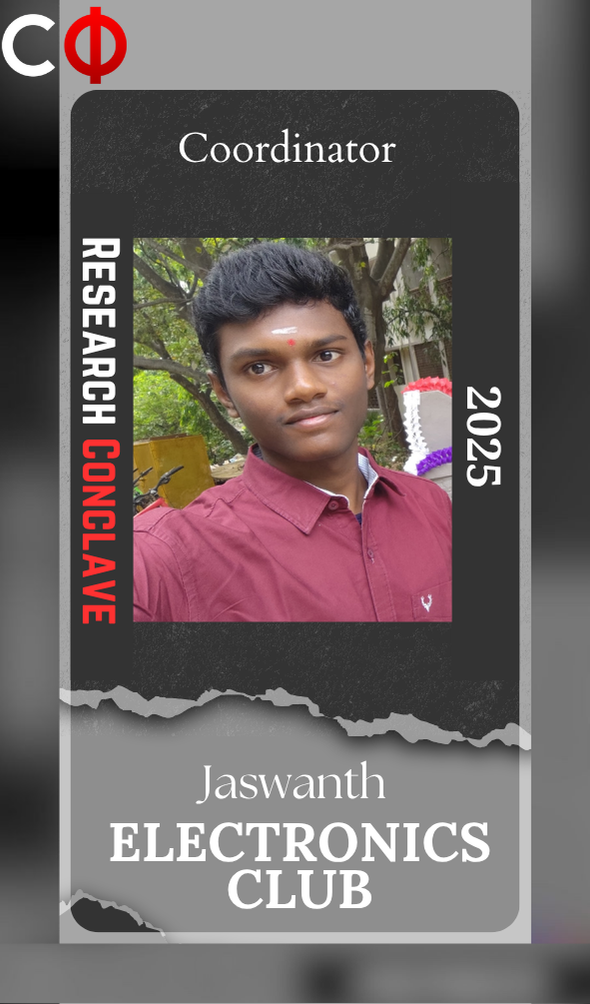 CΦ
Coordinator
RESEARCH CONCLAVE
2025
Jaswanth
ELECTRONICS
CLUB